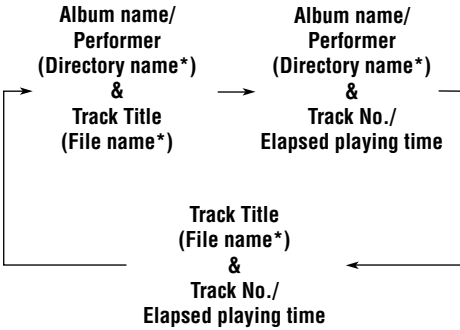 Album name/
Performer
(Directory name*)
&
Track Title
(File name*)
Album name/
Performer
(Directory name*)
&
Track No./
Elapsed playing time
Track Title
(File name*)
&
Track No./
Elapsed playing time